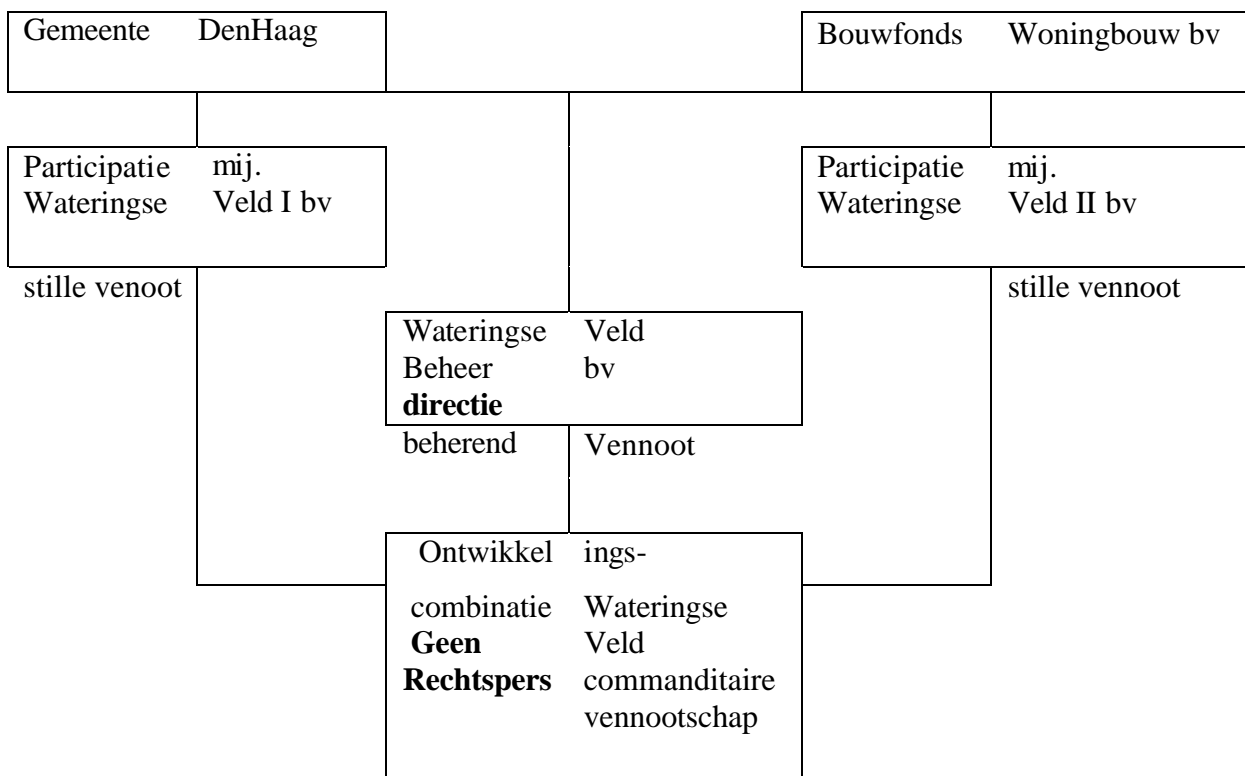 Gemeente DenHaag
Bouwfonds Woningbouw bv
Participatie mij.
Wateringse Veld I bv
Participatie mij.
Wateringse Veld II bv
stille venoot
stille vennoot
Wateringse Veld
Beheer bv
directie
beherend Vennoot
Ontwikkel ings-
combinatie Wateringse
Geen Veld
Rechtspers commanditaire
vennootschap